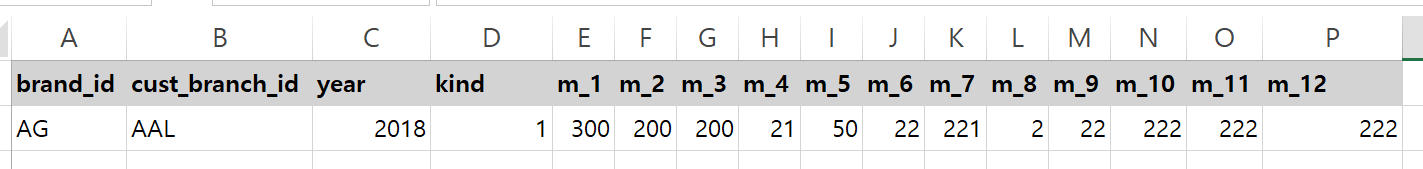 A B C D E F G H I J K L M N O P
brand_id cust_branch_id year kind m_1 m_2 m_3 m_4 m_5 m_6 m_7 m_8 m_9 m_10 m_11 m_12
AG AAL 2018 1 300 200 200 21 50 22 221 2 22 222 222 222